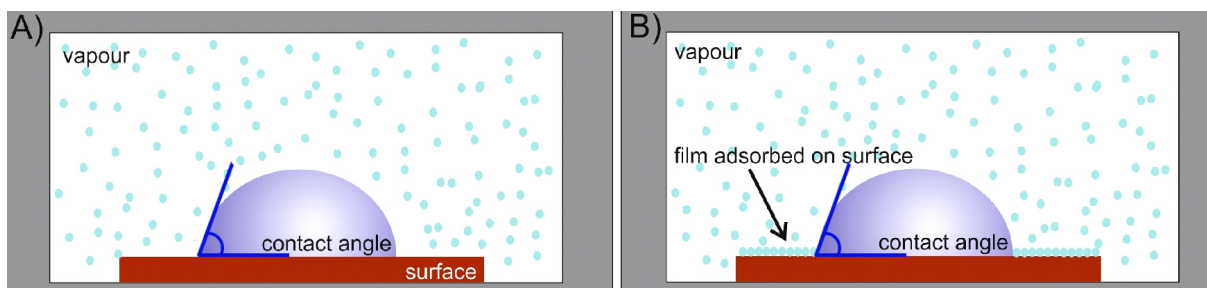 A)
vapour
contact angle
surface
B)
vapour
film adsorbed on surface
contact angle